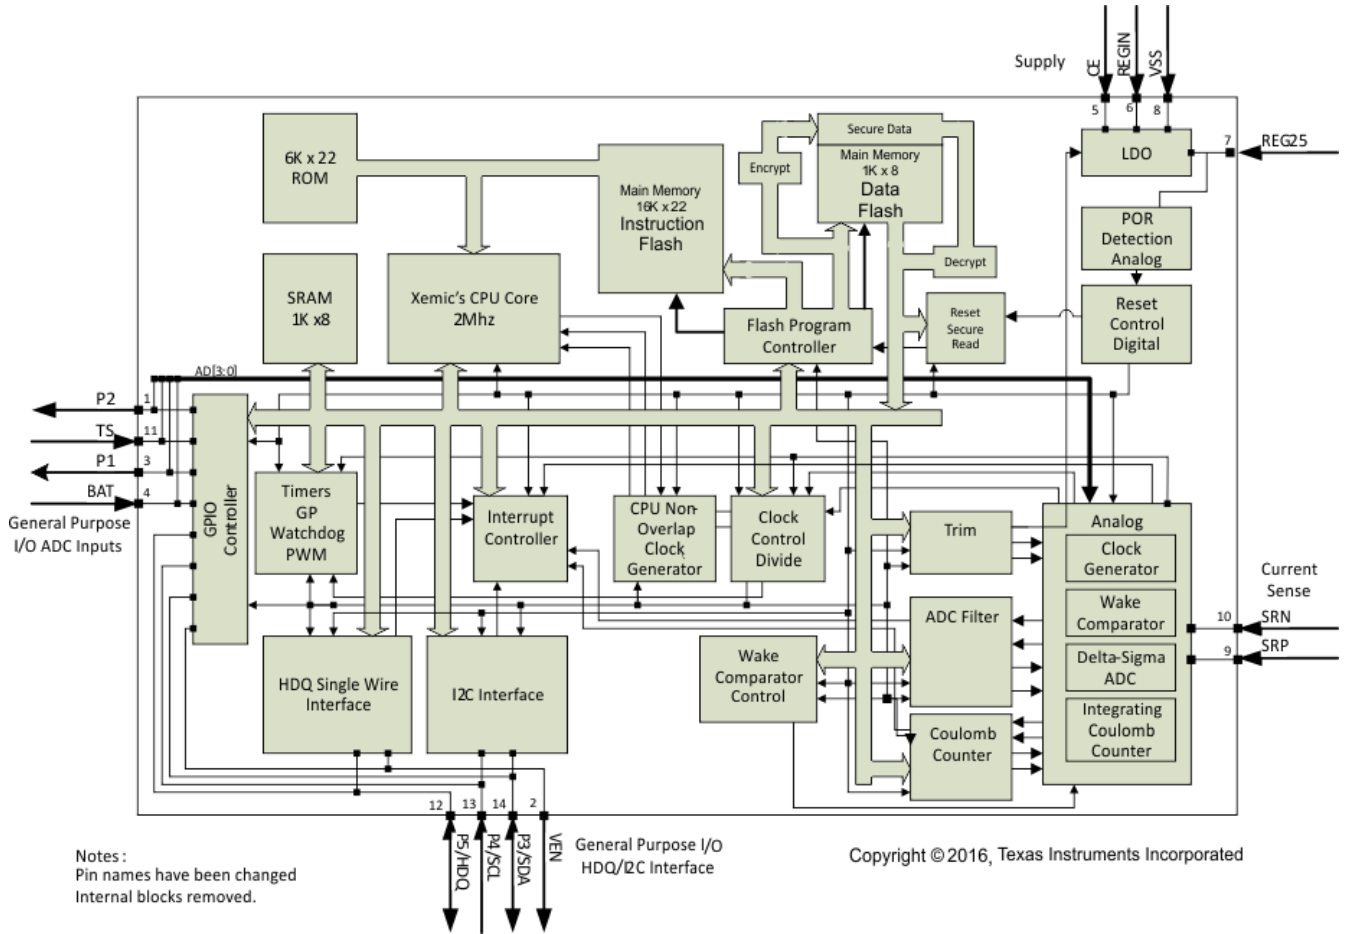 Supply
CE
REGIN
VSS
5
6
8
7
REG25
LDO
6K x 22
ROM
Main Memory
16K x 22
Instruction
Flash
Encrypt
Secure Data
Main Memory
1K x 8
Data
Flash
Decrypt
POR
Detection
Analog
SRAM
1K x8
Xemic's CPU Core
2Mhz
Flash Program
Controller
Reset
Secure
Read
Reset
Control
Digital
AD[3:0]
P2
1
TS
11
P1
3
BAT
4
General Purpose
I/O ADC Inputs
GPIO
Controller
Timers
GP
Watchdog
PWM
Interrupt
Controller
CPU Non-
Overlap
Clock
Generator
Clock
Control
Divide
Trim
Analog
Clock
Generator
Wake
Comparator
Delta-Sigma
ADC
Integrating
Coulomb
Counter
Current
Sense
10
SRN
9
SRP
ADC Filter
Wake
Comparator
Control
Coulomb
Counter
HDQ Single Wire
Interface
I2C Interface
12
13
14
2
P5/HDQ
P4/SCL
P3/SDA
VEN
General Purpose I/O
HDQ/I2C Interface
Notes :
Pin names have been changed
Internal blocks removed.
Copyright © 2016, Texas Instruments Incorporated